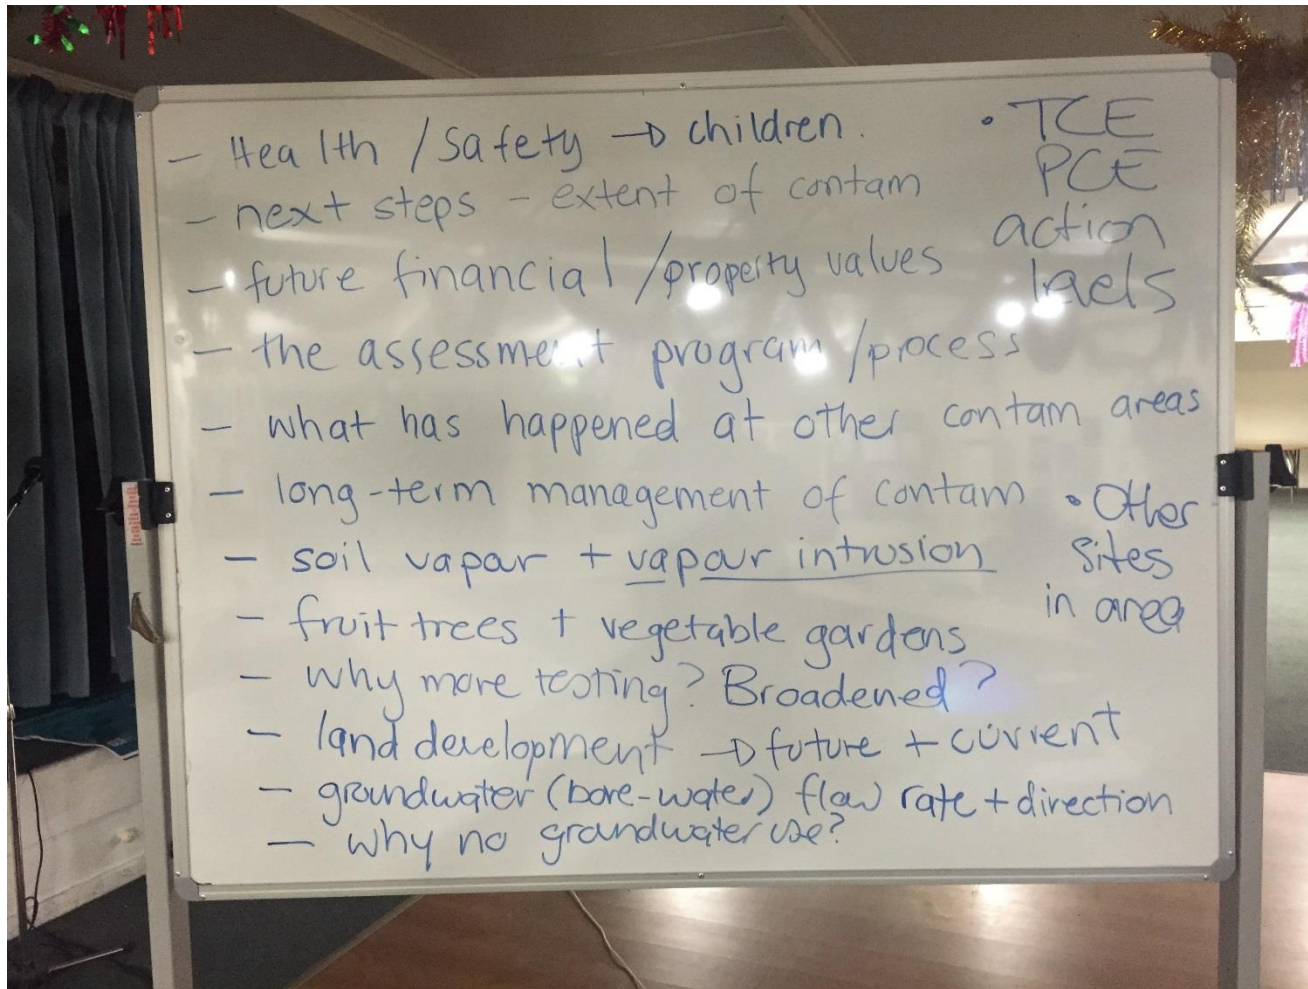 - Health / Safety → children.
- next steps - extent of contam
- future financial / property values
- the assessment program / process
- what has happened at other contam areas
- long-term management of contam
- soil vapour + vapour intrusion
- fruit trees + vegetable gardens
- why more testing? Broadened?
- land development → future + current
- groundwater (bore-water) flow rate + direction
- why no groundwater use?
• TCE
PCE
action
levels
• Other
Sites
in area